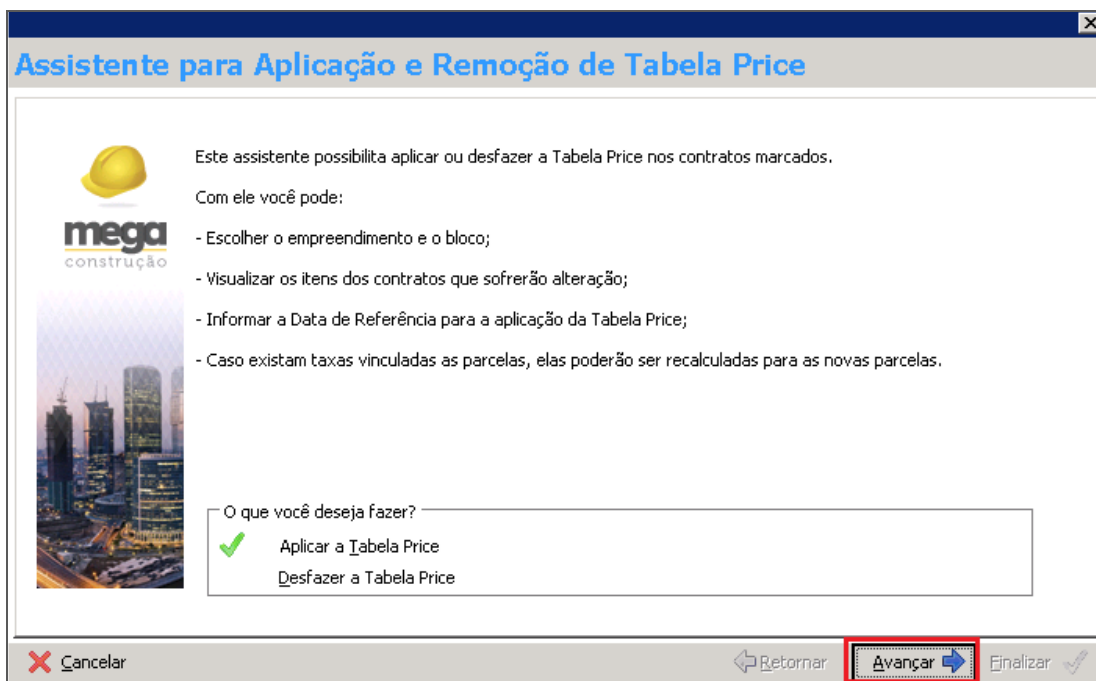 Assistente para Aplicação e Remoção de Tabela Price
Este assistente possibilita aplicar ou desfazer a Tabela Price nos contratos marcados.
Com ele você pode:
- Escolher o empreendimento e o bloco;
- Visualizar os itens dos contratos que sofrerão alteração;
- Informar a Data de Referência para a aplicação da Tabela Price;
- Caso existam taxas vinculadas as parcelas, elas poderão ser recalculadas para as novas parcelas.
mega
construção
O que você deseja fazer?
Aplicar a Tabela Price
Desfazer a Tabela Price
Cancelar
Retornar
Avançar
Finalizar